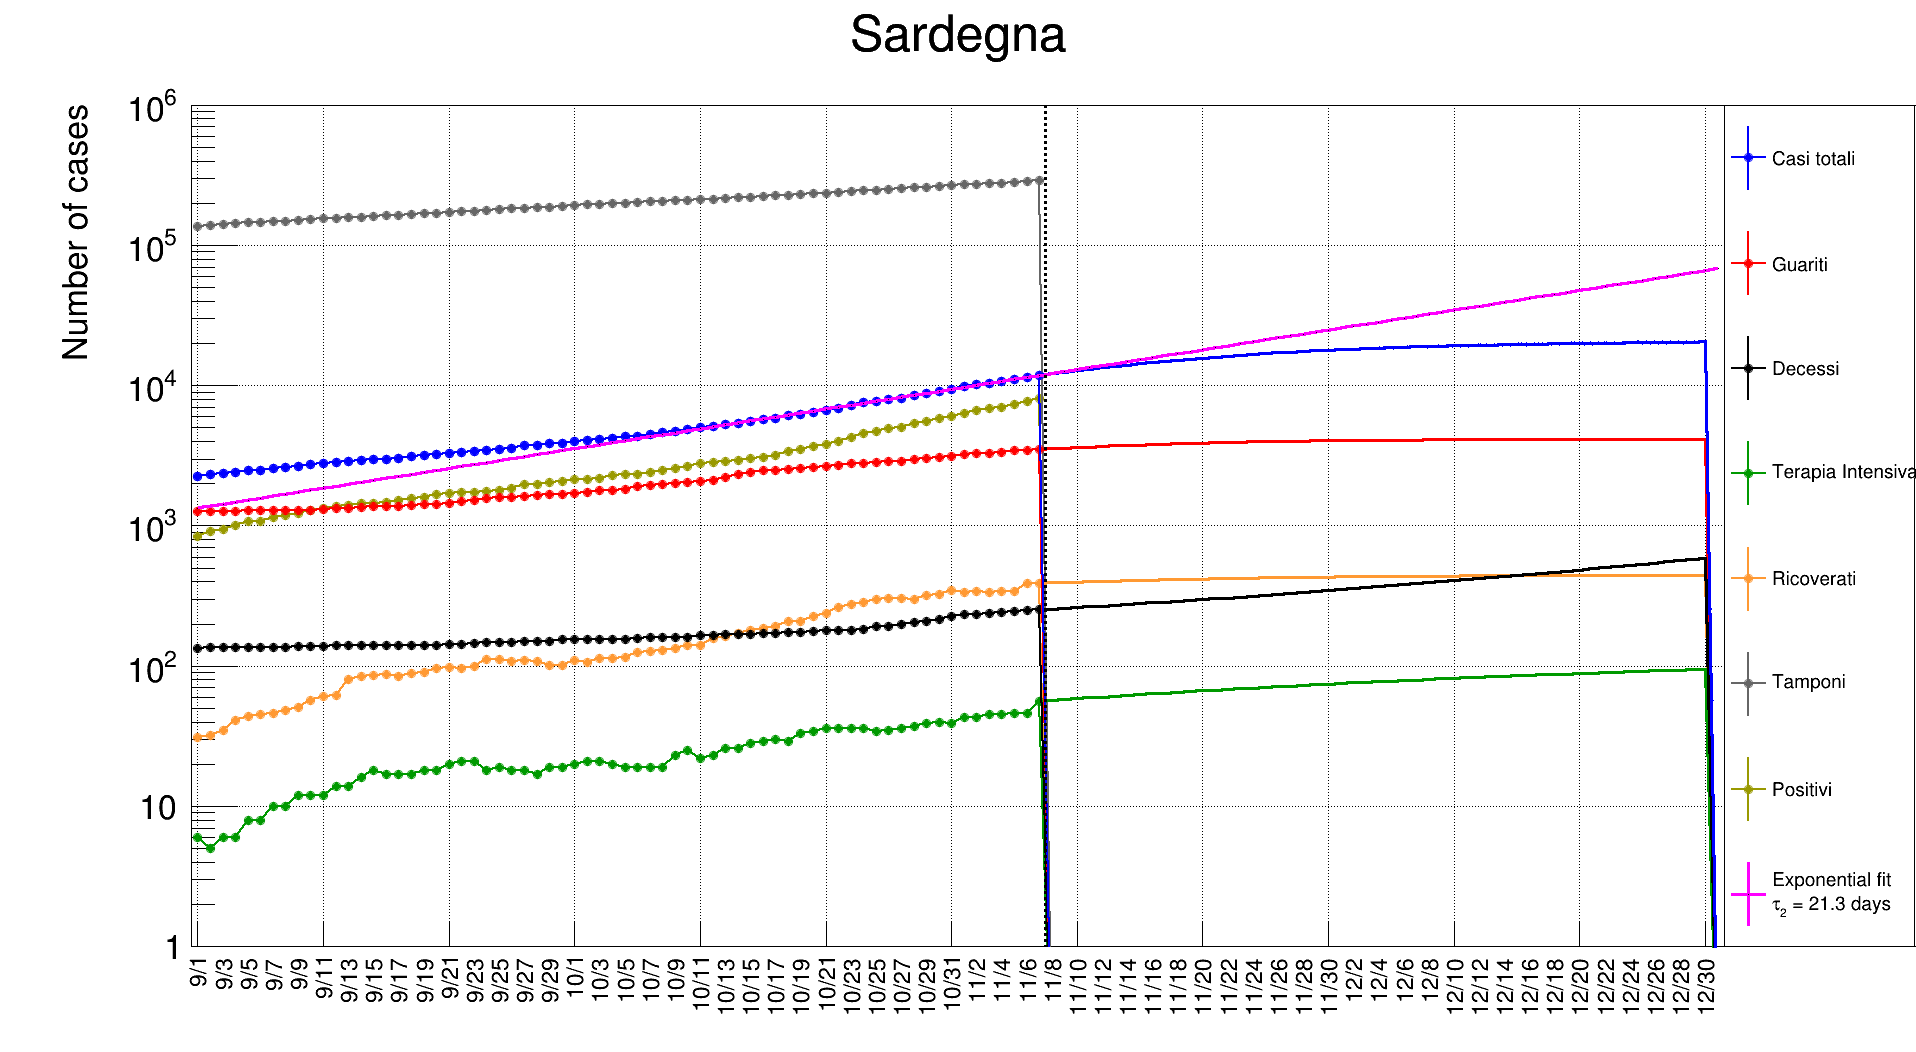 Sardegna
Number of cases
10^6
10^5
10^4
10^3
10^2
10
1
9/1 9/3 9/5 9/7 9/9 9/11 9/13 9/15 9/17 9/19 9/21 9/23 9/25 9/27 9/29 10/1 10/3 10/5 10/7 10/9 10/11 10/13 10/15 10/17 10/19 10/21 10/23 10/25 10/27 10/29 10/31 11/2 11/4 11/6 11/8 11/10 11/12 11/14 11/16 11/18 11/20 11/22 11/24 11/26 11/28 11/30 12/2 12/4 12/6 12/8 12/10 12/12 12/14 12/16 12/18 12/20 12/22 12/24 12/26 12/28 12/30
Casi totali
Guariti
Decessi
Terapia Intensiva
Ricoverati
Tamponi
Positivi
Exponential fit
τ_2 = 21.3 days